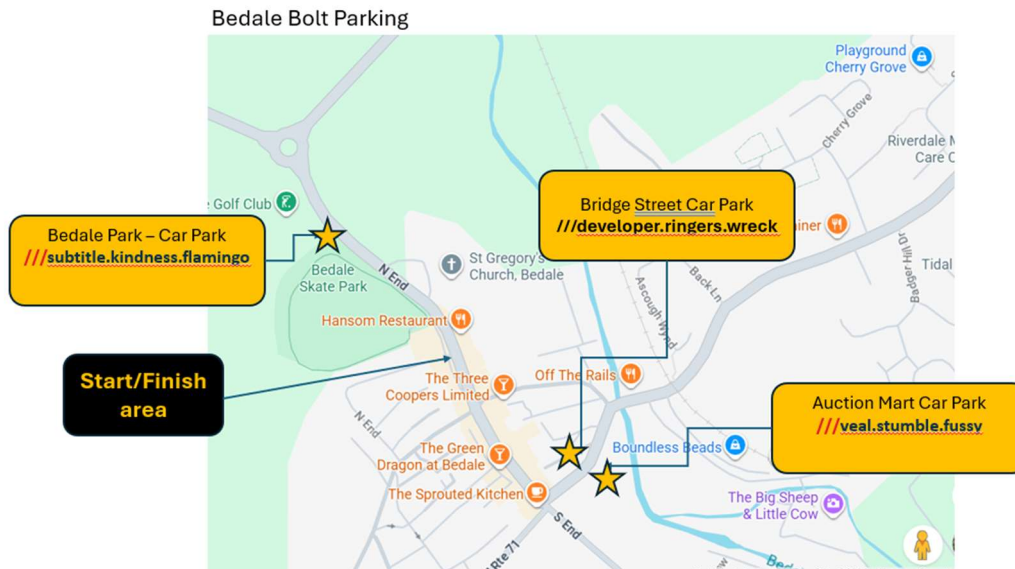 Bedale Bolt Parking
Playground
Cherry Grove
Cherry Grove
Riverdale
Care
Golf Club
Bedale Park – Car Park
///subtitle.kindness.flamingo
Bridge Street Car Park
///developer.ringers.wreck
Badger Hill Dr
Tidal
Bedale
Skate Park
N End
St Gregory's
Church, Bedale
Back Ln
Ascough Wynd
Hansom Restaurant
Start/Finish
area
The Three
Coopers Limited
Off The Rails
N End
Auction Mart Car Park
///veal.stumble.fussy
The Green
Dragon at Bedale
Boundless Beads
The Sprouted Kitchen
The Big Sheep
& Little Cow
S End
Rte 71